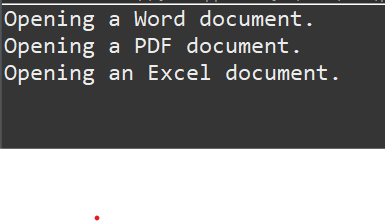 Opening a Word document.
Opening a PDF document.
Opening an Excel document.